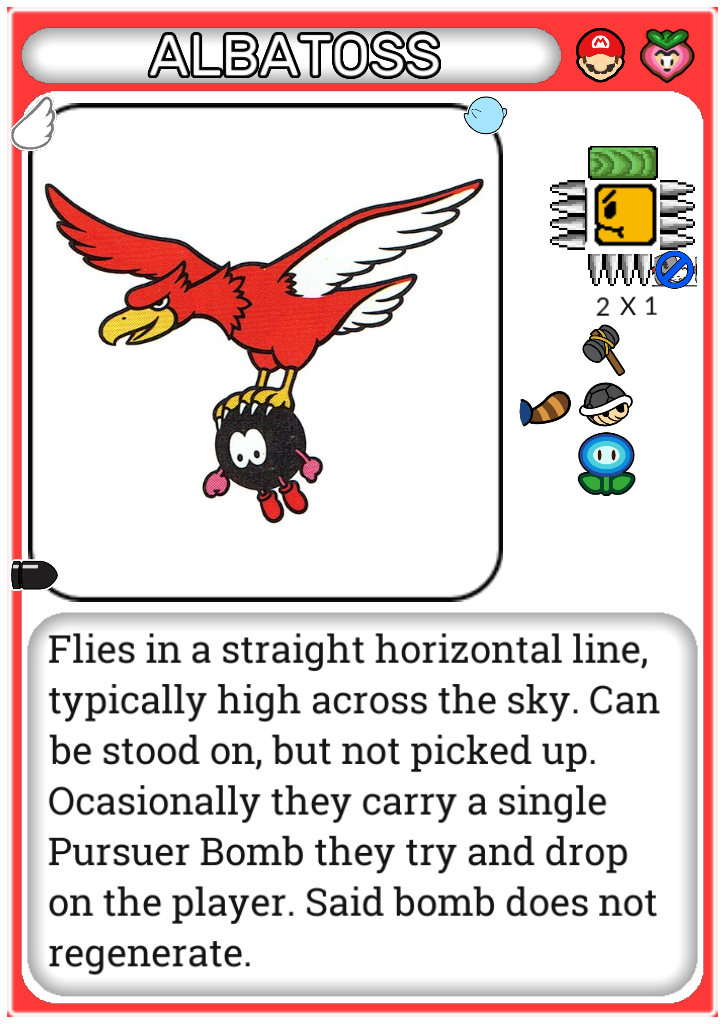 ALBATOSS
2 X 1
Flies in a straight horizontal line,
typically high across the sky. Can
be stood on, but not picked up.
Ocasionally they carry a single
Pursuer Bomb they try and drop
on the player. Said bomb does not
regenerate.